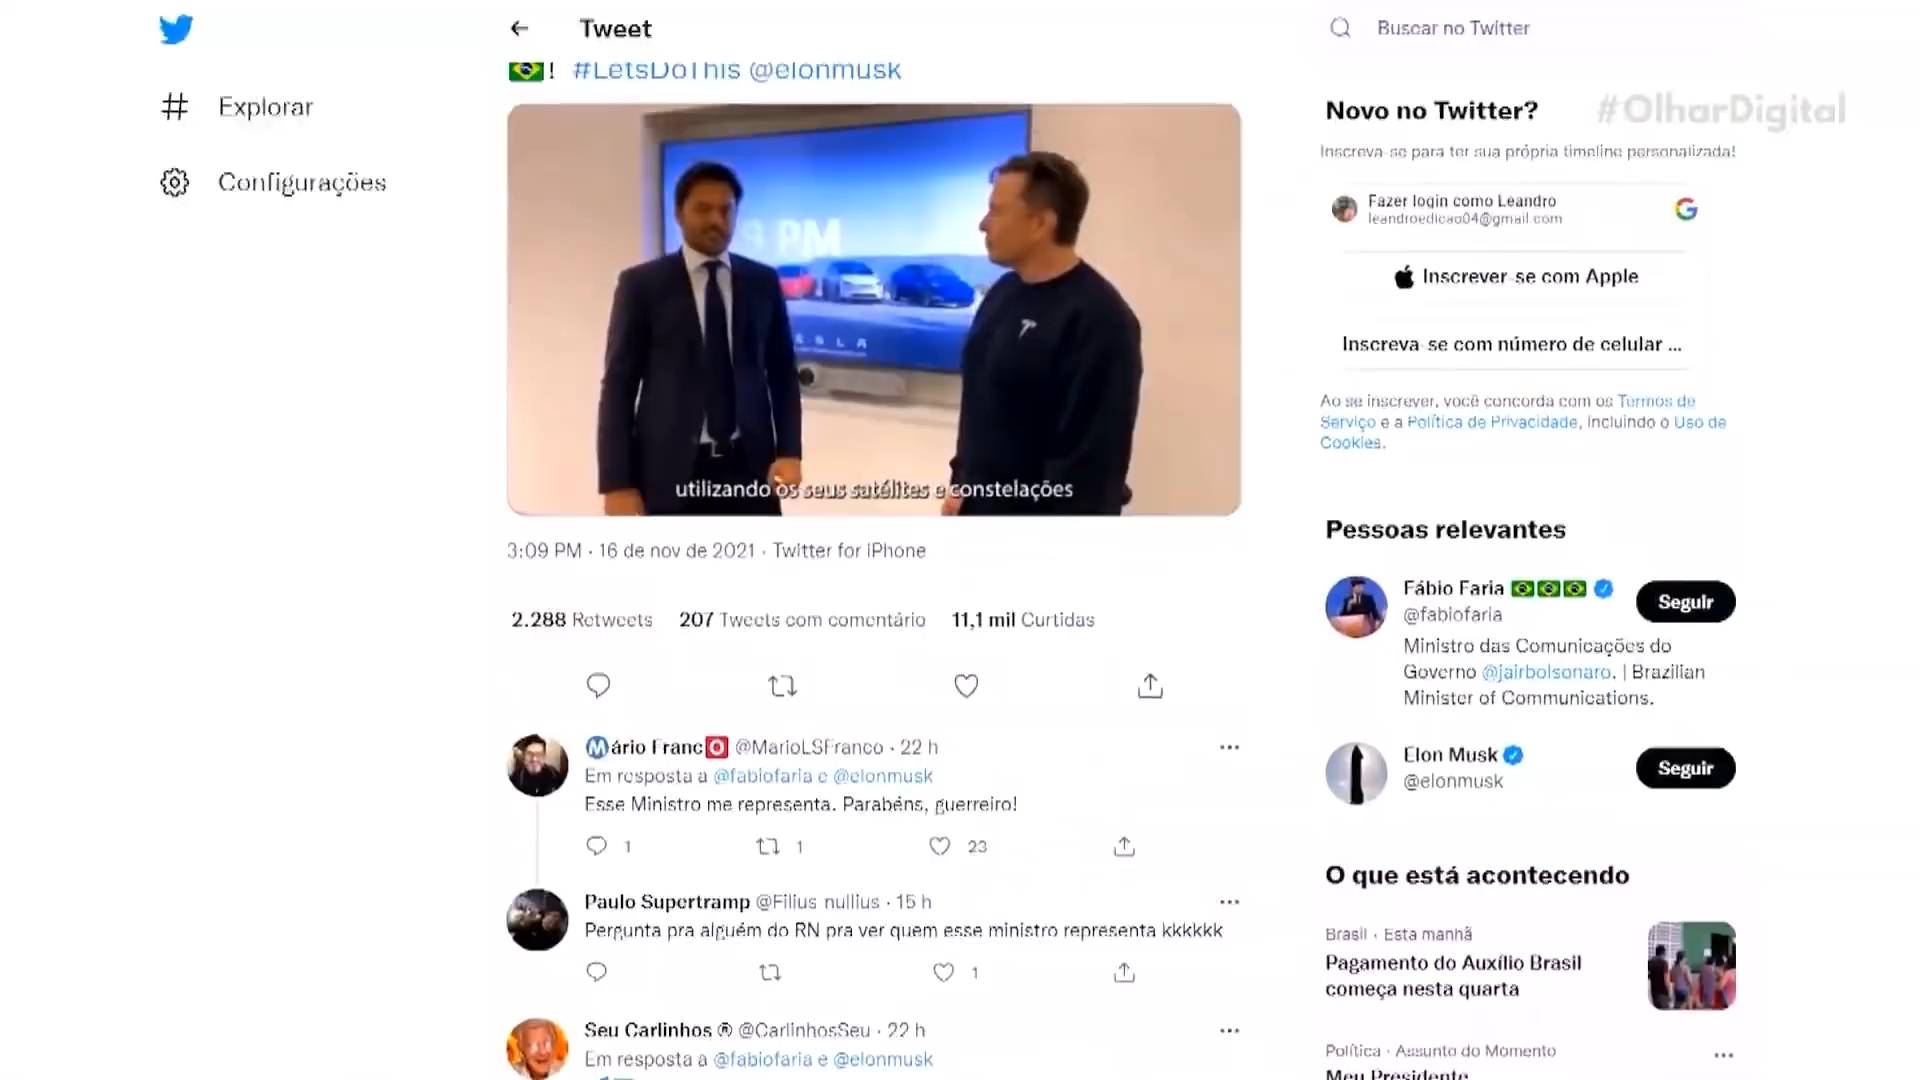 Tweet
Buscar no Twitter
! #LetsDoThis @elonmusk
Explorar
Configurações
Novo no Twitter?
#OlharDigital
Inscreva-se para ter sua própria timeline personalizada!
Fazer login como Leandro
leandroedicao04@gmail.com
Inscrever-se com Apple
Inscreva-se com número de celular ...
Ao se inscrever, você concorda com os Termos de
Serviço e a Política de Privacidade, incluindo o Uso de
Cookies.
PM
utilizando os seus satélites e constelações
3:09 PM · 16 de nov de 2021 · Twitter for iPhone
2.288 Retweets 207 Tweets com comentário 11,1 mil Curtidas
Pessoas relevantes
Fábio Faria
@fabiofaria
Seguir
Ministro das Comunicações do
Governo @jairbolsonaro. | Brazilian
Minister of Communications.
Elon Musk
@elonmusk
Seguir
Mário FrancO @MarioLSFranco · 22 h
Em resposta a @fabiofaria e @elonmusk
Esse Ministro me representa. Parabéns, guerreiro!
1 1 23
Paulo Supertramp @Filius nullius · 15 h
Pergunta pra alguém do RN pra ver quem esse ministro representa kkkkkk
1
Seu Carlinhos ® @CarlinhosSeu · 22 h
Em resposta a @fabiofaria e @elonmusk
O que está acontecendo
Brasil · Esta manhã
Pagamento do Auxílio Brasil
começa nesta quarta
Política · Assunto do Momento
Meu Presidente